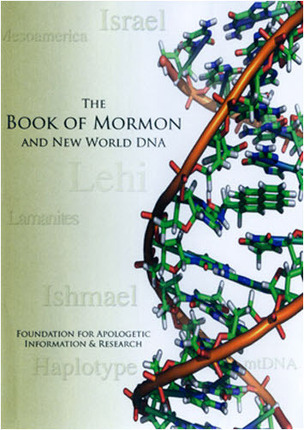 Israel
Mesoamerica
THE
BOOK OF MORMON
AND NEW WORLD DNA
Lehi
Lamanites
Ishmael
FOUNDATION FOR APOLOGETIC
INFORMATION & RESEARCH
Haplotype
mtDNA